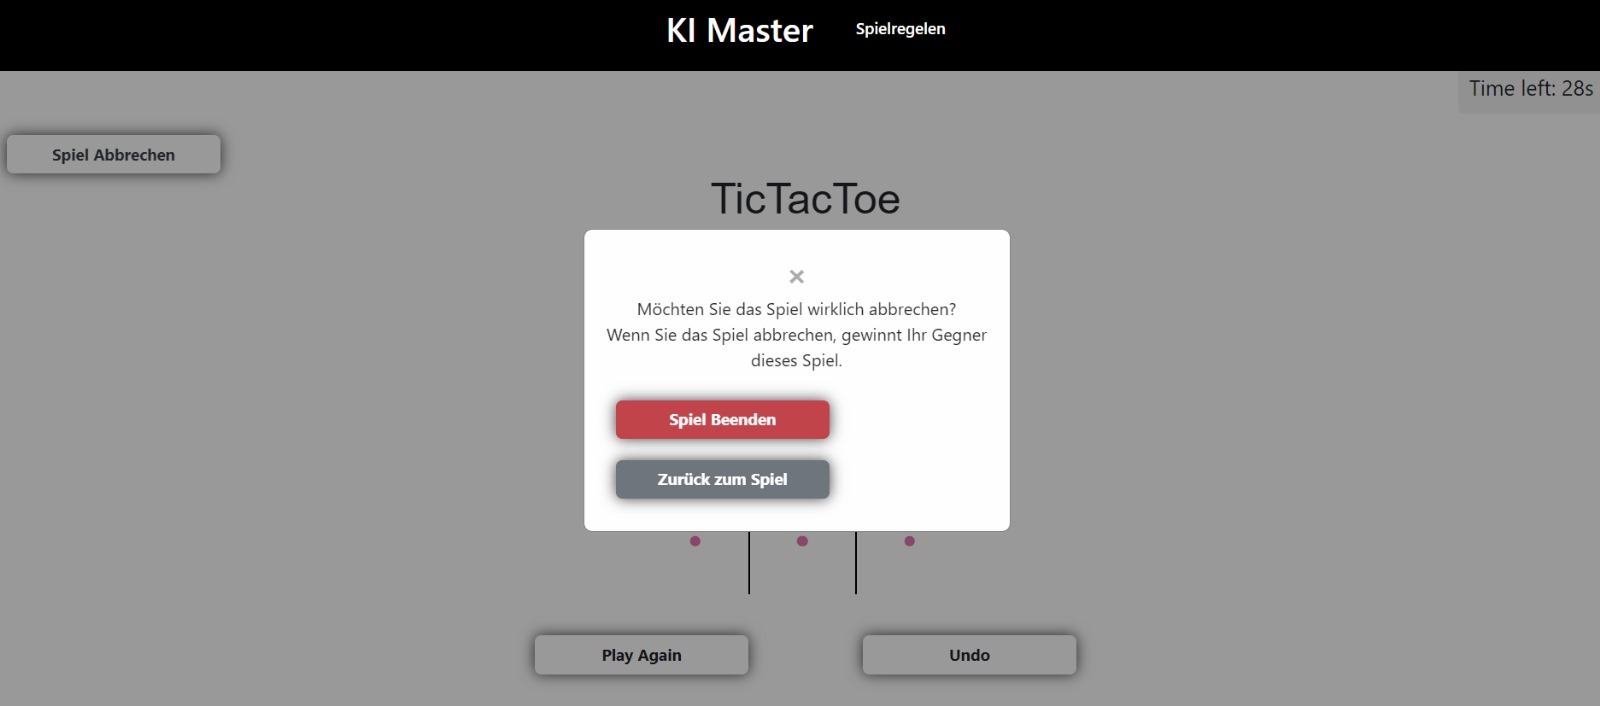 KI Master
Spielregelen
Time left: 28s
Spiel Abbrechen
TicTacToe
×
Möchten Sie das Spiel wirklich abbrechen?
Wenn Sie das Spiel abbrechen, gewinnt Ihr Gegner
dieses Spiel.
Spiel Beenden
Zurück zum Spiel
Play Again
Undo